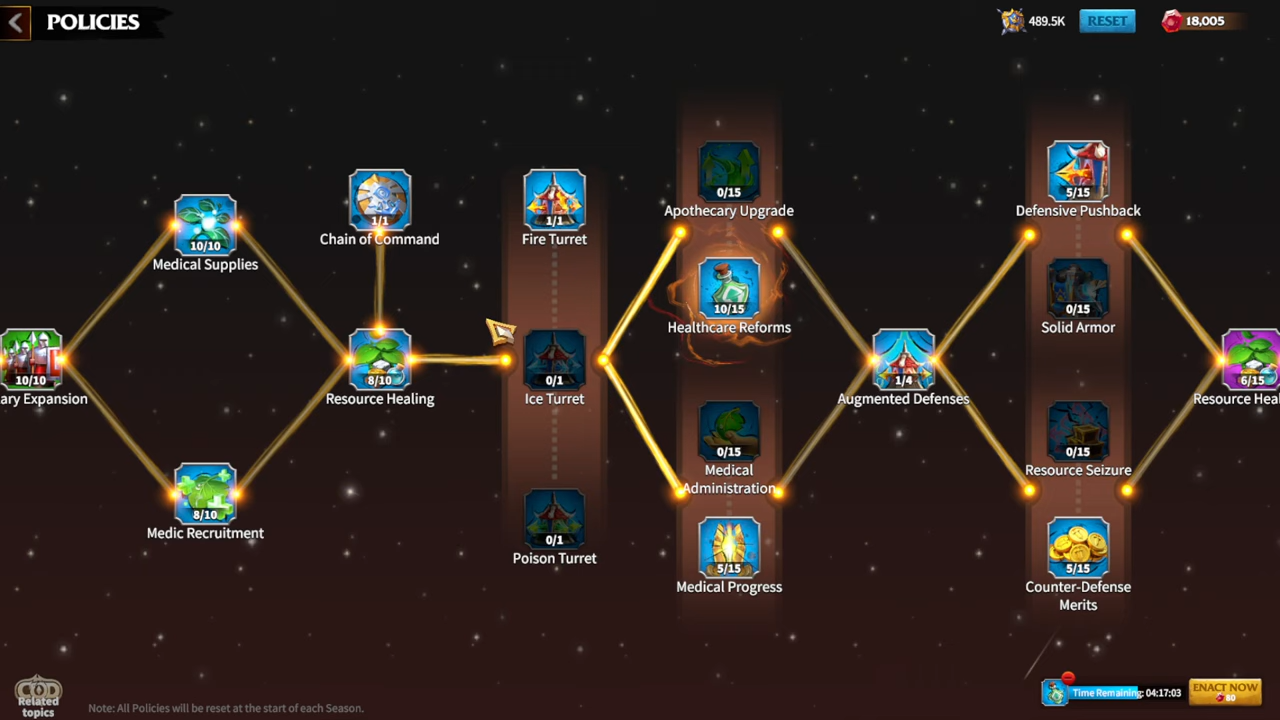 POLICIES
489.5K
RESET
18,005
10/10
Medical Supplies
1/1
Chain of Command
1/1
Fire Turret
0/15
Apothecary Upgrade
5/15
Defensive Pushback
10/15
Healthcare Reforms
0/15
Solid Armor
10/10
ary Expansion
8/10
Resource Healing
0/1
Ice Turret
1/4
Augmented Defenses
6/15
Resource Heal
0/15
Medical
Administration
0/15
Resource Seizure
8/10
Medic Recruitment
0/1
Poison Turret
5/15
Medical Progress
5/15
Counter-Defense
Merits
COD
Related
topics
Note: All Policies will be reset at the start of each Season.
Time Remaining: 04:17:03
ENACT NOW
80